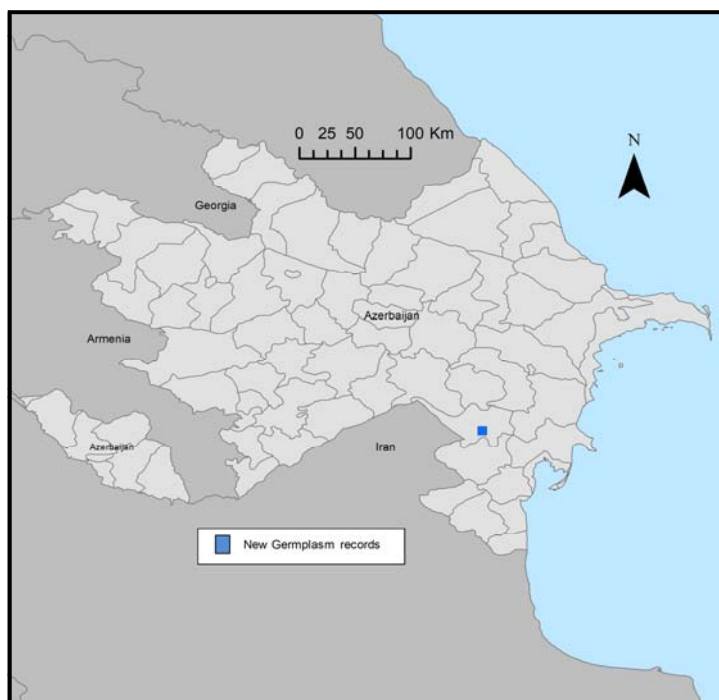 0 25 50 100 Km
N
Georgia
Azerbaijan
Armenia
Azerbaijan
Iran
New Germplasm records